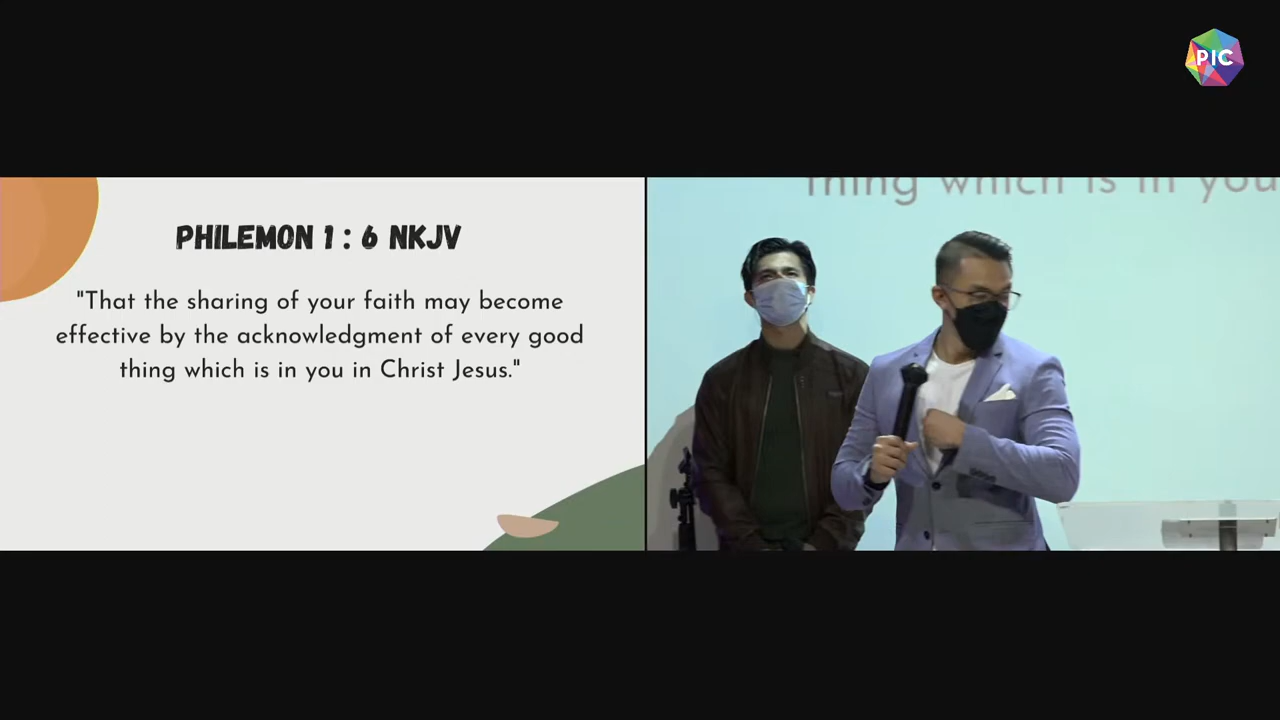 PIC
PHILEMON 1 : 6 NKJV
"That the sharing of your faith may become
effective by the acknowledgment of every good
thing which is in you in Christ Jesus."
thing which is in you